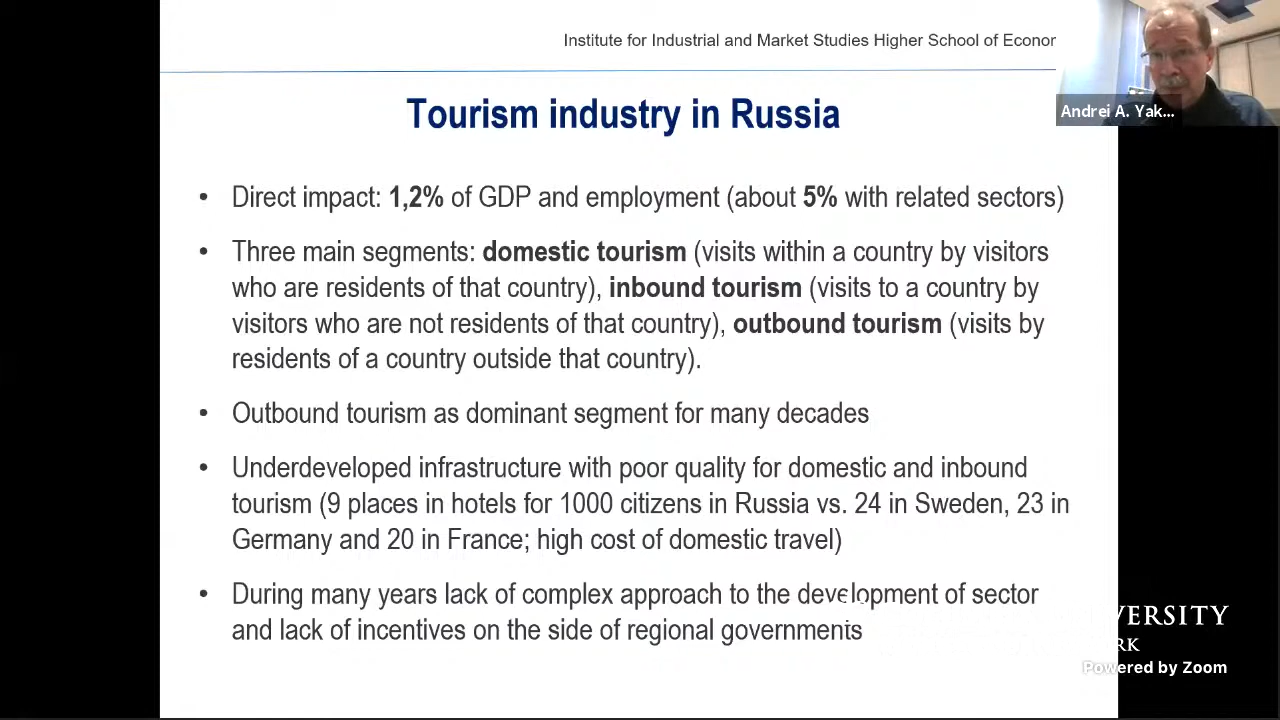 Institute for Industrial and Market Studies Higher School of Econor
Andrei A. Yak...
Tourism industry in Russia
• Direct impact: 1,2% of GDP and employment (about 5% with related sectors)
• Three main segments: domestic tourism (visits within a country by visitors
who are residents of that country), inbound tourism (visits to a country by
visitors who are not residents of that country), outbound tourism (visits by
residents of a country outside that country).
• Outbound tourism as dominant segment for many decades
• Underdeveloped infrastructure with poor quality for domestic and inbound
tourism (9 places in hotels for 1000 citizens in Russia vs. 24 in Sweden, 23 in
Germany and 20 in France; high cost of domestic travel)
• During many years lack of complex approach to the development of sector
and lack of incentives on the side of regional governments
VERSITY
RK
Powered by Zoom